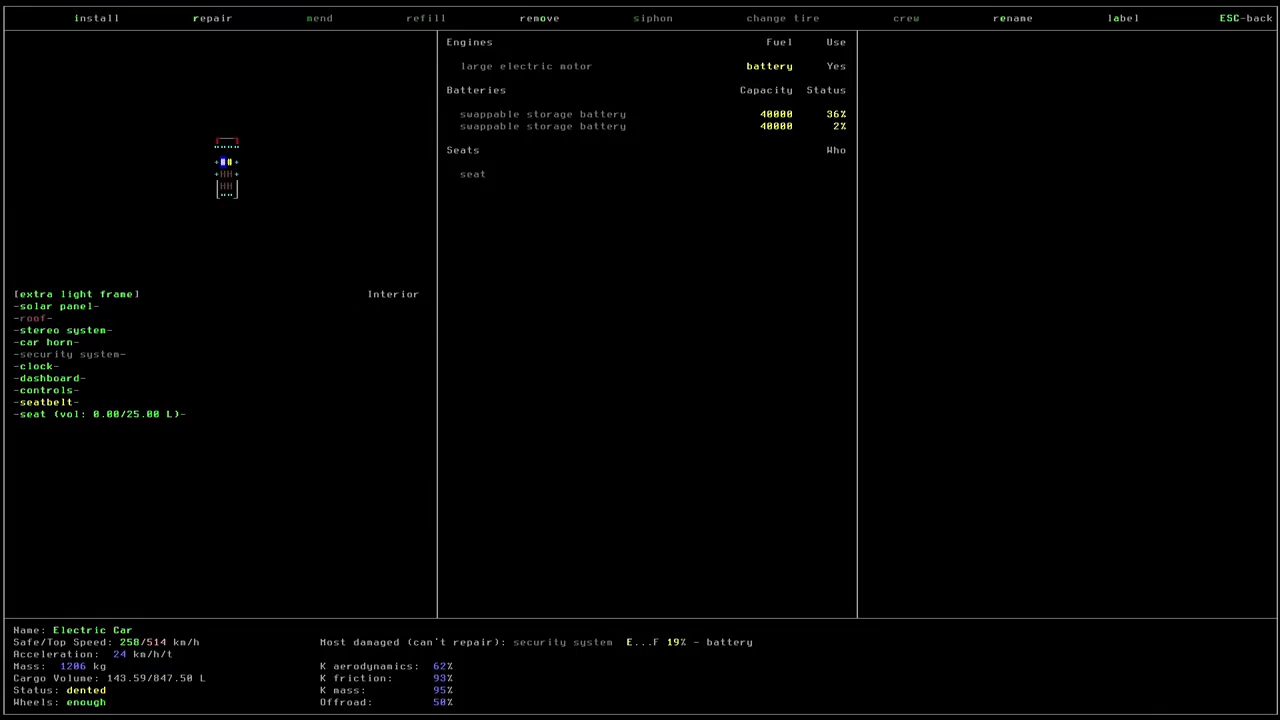 install repair mend refill remove siphon change tire crew rename label ESC-back
Engines Fuel Use
large electric motor battery Yes
Batteries Capacity Status
swappable storage battery 40000 36%
swappable storage battery 40000 2%
Seats Who
seat
[extra light frame] Interior
-solar panel-
-roof-
-stereo system-
-car horn-
-security system-
-clock-
-dashboard-
-controls-
-seatbelt-
-seat (vol: 0.00/25.00 L)-
Name: Electric Car
Safe/Top Speed: 258/514 km/h Most damaged (can't repair): security system E...F 19% - battery
Acceleration: 24 km/h/t
Mass: 1206 kg K aerodynamics: 62%
Cargo Volume: 143.59/847.50 L K friction: 93%
Status: dented K mass: 95%
Wheels: enough Offroad: 50%